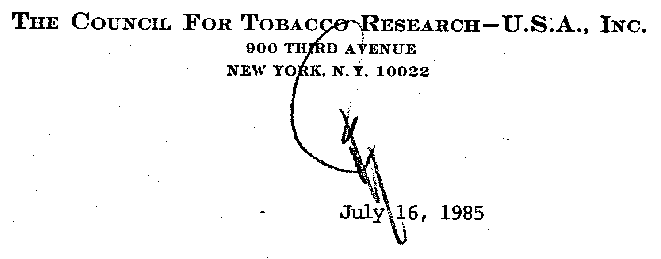 THE COUNCIL FOR TOBACCO RESEARCH—U.S.A., INC.
900 THIRD AVENUE
NEW YORK, N.Y. 10022
July 16, 1985